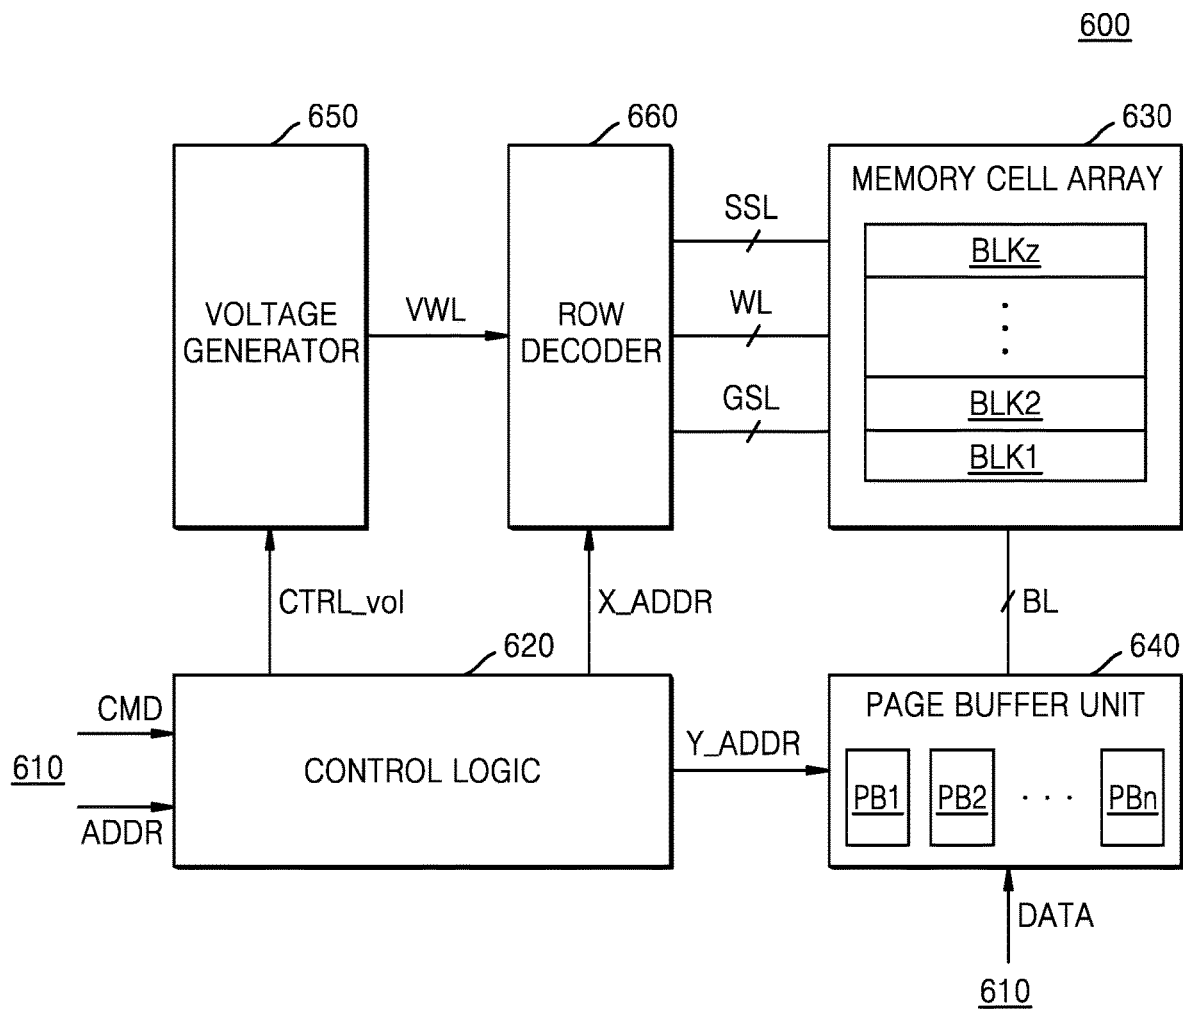 600
650
660
630
VOLTAGE
GENERATOR
VWL
ROW
DECODER
SSL
WL
GSL
MEMORY CELL ARRAY
BLKz
BLK2
BLK1
CTRL_vol
X_ADDR
BL
620
640
CMD
610
ADDR
CONTROL LOGIC
Y_ADDR
PAGE BUFFER UNIT
PB1
PB2
. . .
PBn
DATA
610